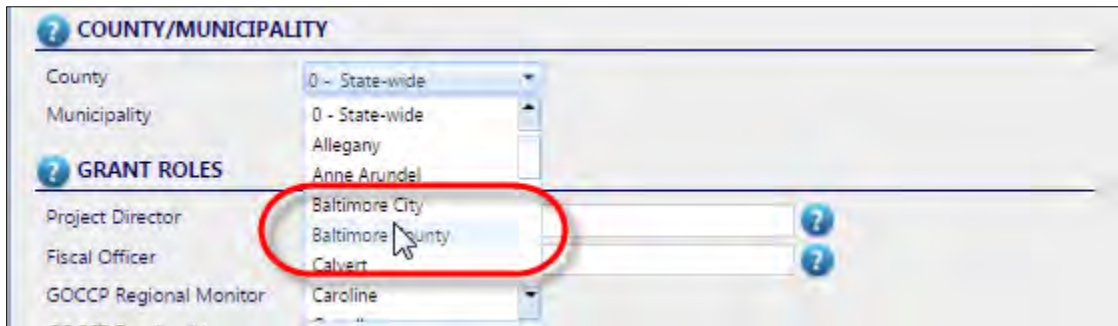 COUNTY/MUNICIPALITY
County
0 - State-wide
Municipality
0 - State-wide
Allegany
Anne Arundel
GRANT ROLES
Project Director
Baltimore City
Baltimore County
Fiscal Officer
Calvert
GOCCP Regional Monitor
Caroline